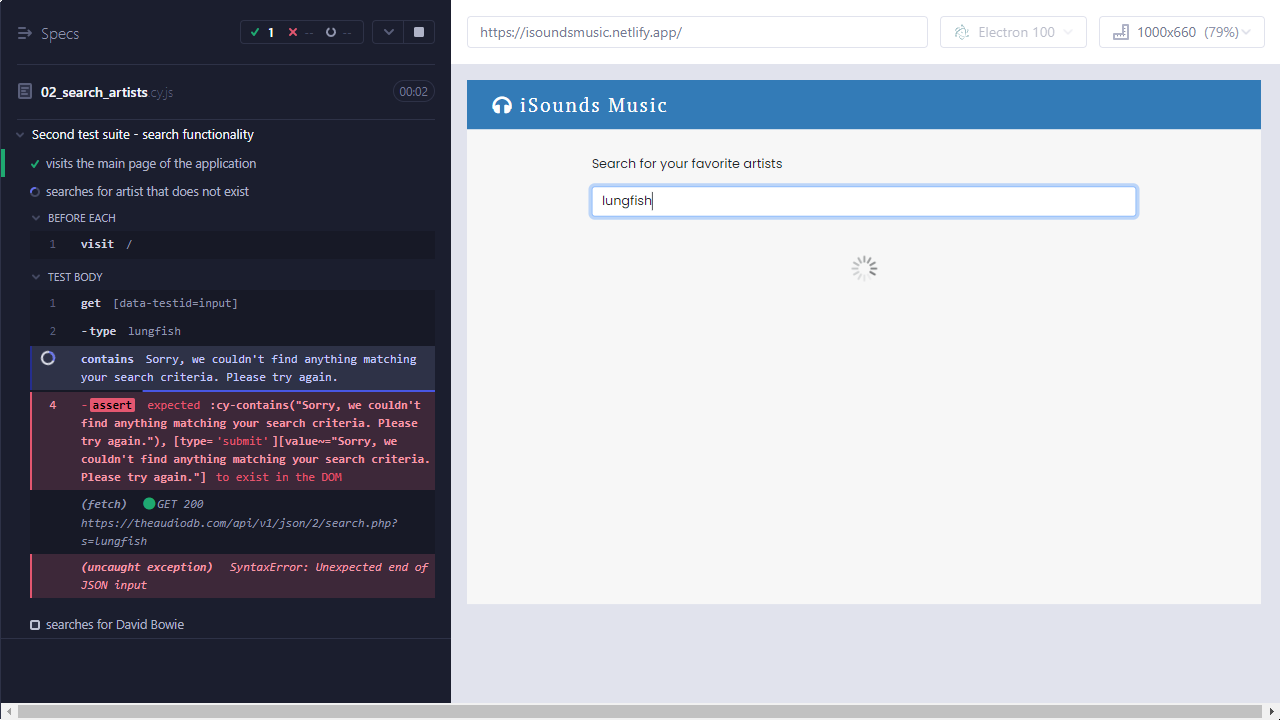 Specs
1 -- --
02_search_artists.cy.js
00:02
Second test suite - search functionality
visits the main page of the application
searches for artist that does not exist
BEFORE EACH
1 visit /
TEST BODY
1 get [data-testid=input]
2 -type lungfish
contains Sorry, we couldn't find anything matching
your search criteria. Please try again.
4 -assert expected :cy-contains("Sorry, we couldn't
find anything matching your search criteria. Please
try again."), [type='submit'][value~="Sorry, we
couldn't find anything matching your search criteria.
Please try again."] to exist in the DOM
(fetch) GET 200
https://theaudiodb.com/api/v1/json/2/search.php?
s=lungfish
(uncaught exception) SyntaxError: Unexpected end of
JSON input
searches for David Bowie
https://isoundsmusic.netlify.app/
Electron 100
1000x660 (79%)
iSounds Music
Search for your favorite artists
lungfish